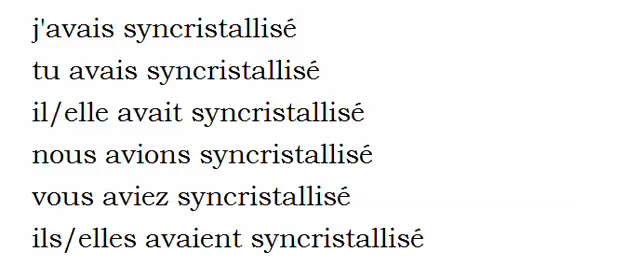 j'avais syncristallisé
tu avais syncristallisé
il/elle avait syncristallisé
nous avions syncristallisé
vous aviez syncristallisé
ils/elles avaient syncristallisé